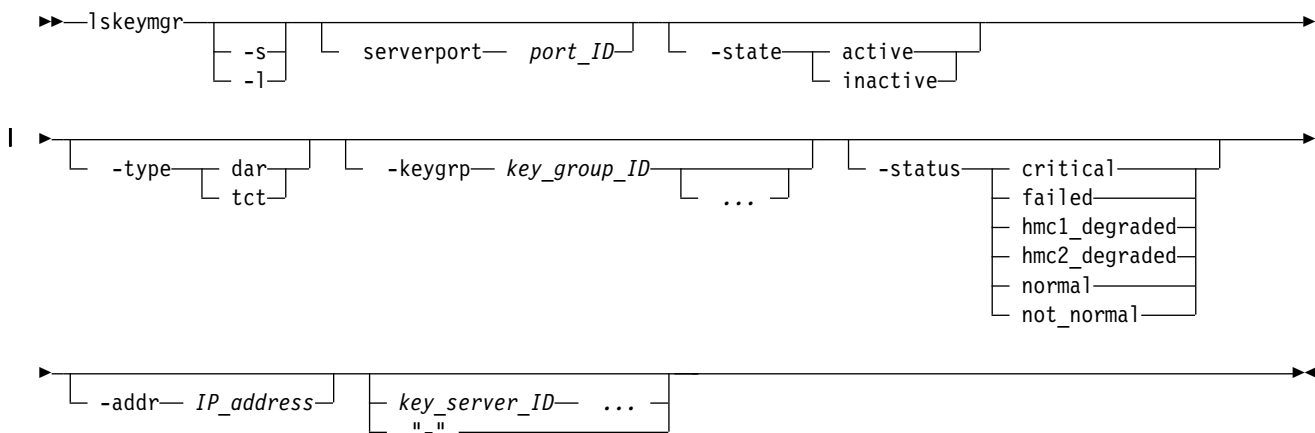 lskeymgr
-s
-l
serverport port_ID
-state active
inactive
-type dar
tct
-keygrp key_group_ID
...
-status critical
failed
hmc1_degraded
hmc2_degraded
normal
not_normal
-addr IP_address
key_server_ID ...
"-"